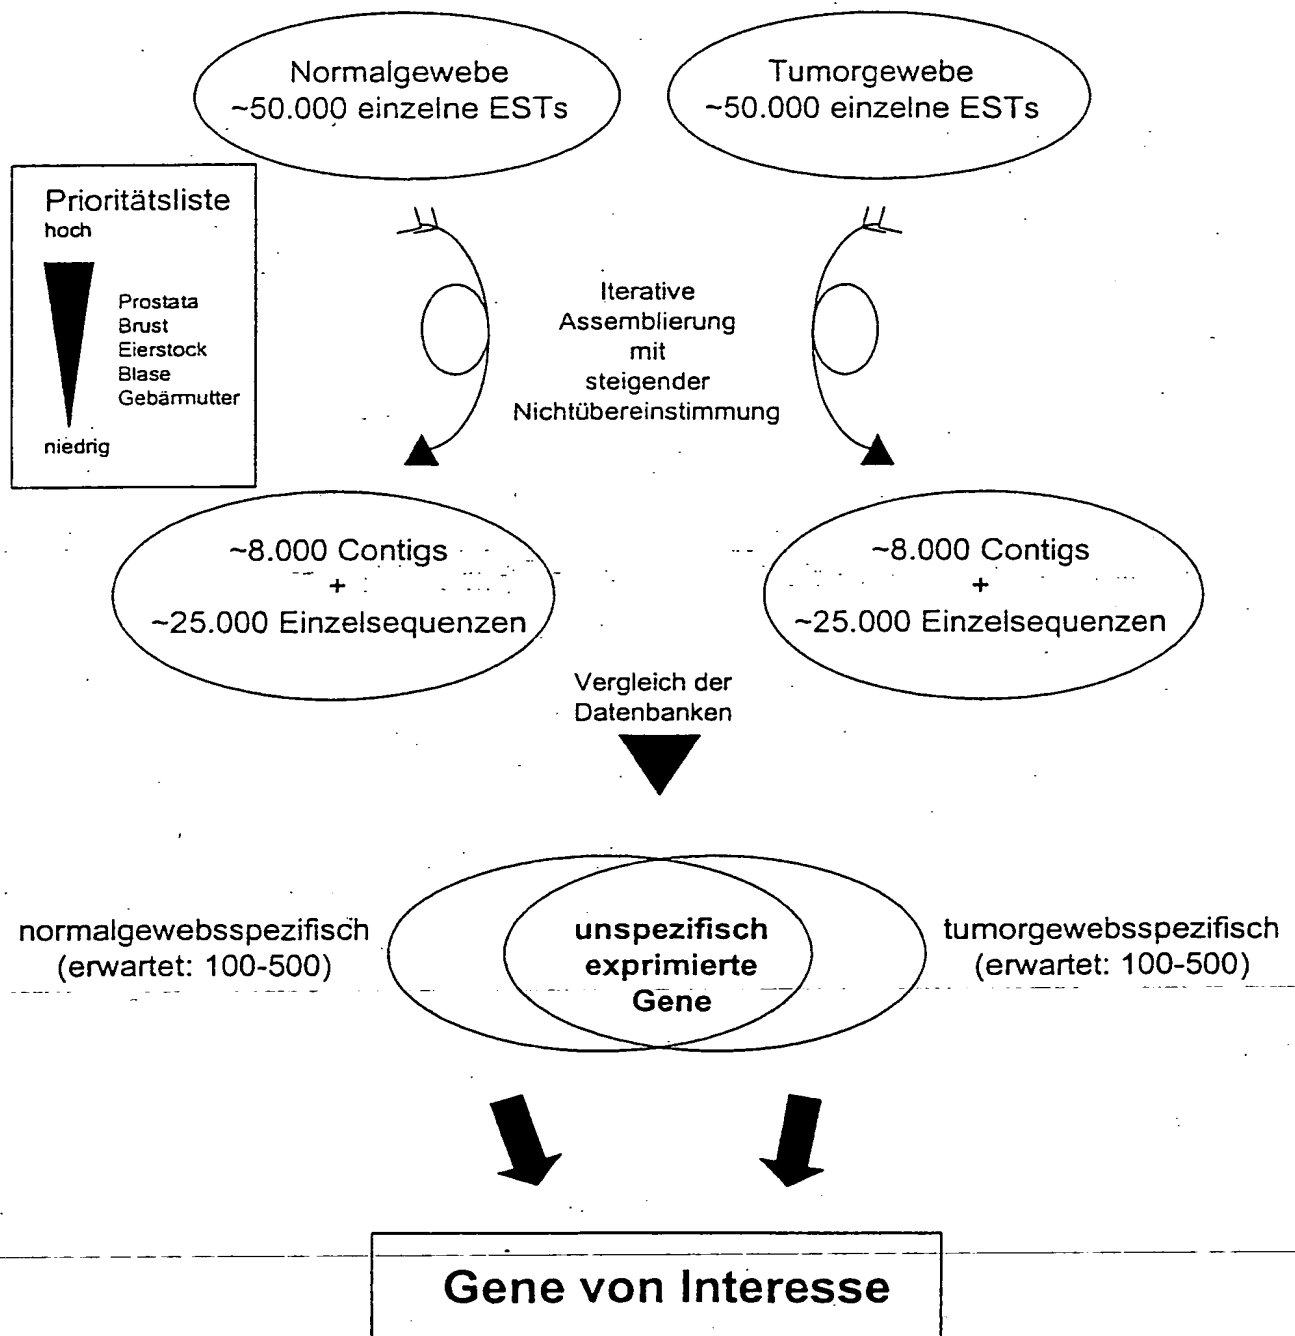 Normalgewebe
~50.000 einzelne ESTs
Tumorgewebe
~50.000 einzelne ESTs
Prioritätsliste
hoch
Prostata
Brust
Eierstock
Blase
Gebärmutter
niedrig
Iterative
Assemblierung
mit
steigender
Nichtübereinstimmung
~8.000 Contigs
+
~25.000 Einzelsequenzen
~8.000 Contigs
+
~25.000 Einzelsequenzen
Vergleich der
Datenbanken
normalgewebsspezifisch
(erwartet: 100-500)
unspezifisch
exprimierte
Gene
tumorgewebsspezifisch
(erwartet: 100-500)
Gene von Interesse